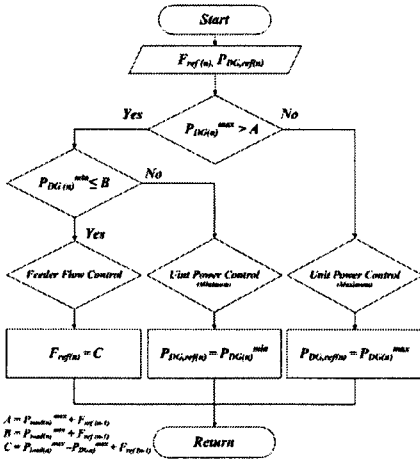 Start
F_ref(n), P_DG,ref(n)
Yes
No
P_DG(n)^max > A
P_DG(n)^min ≤ B
No
Yes
Feeder Flow Control
Uint Power Control
(Minimum)
Unit Power Control
(Maximum)
F_ref(n) = C
P_DG,ref(n) = P_DG(n)^min
P_DG,ref(n) = P_DG(n)^max
A = P_load(n)^max + F_ref(n-1)
B = P_load(n)^min + F_ref(n-1)
C = P_load(n)^max - P_DG(n)^max + F_ref(n-1)
Return